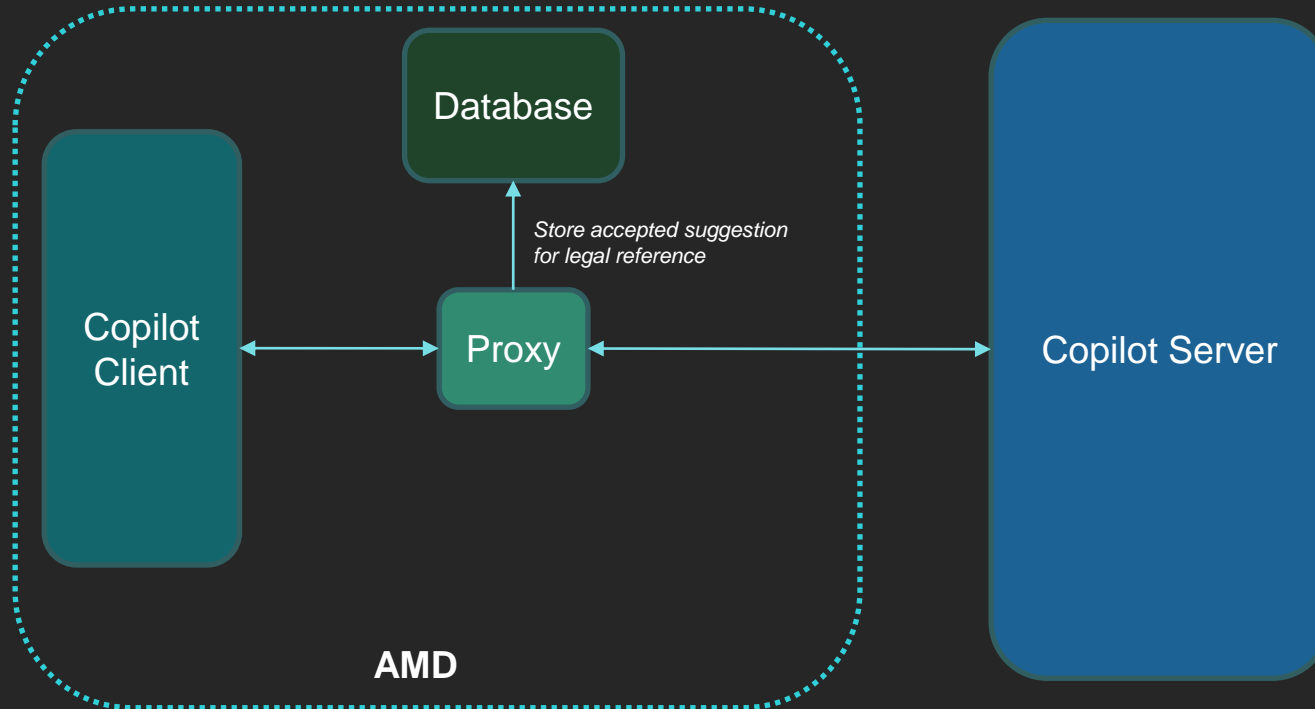 Database
Store accepted suggestion
for legal reference
Copilot
Client
Proxy
Copilot Server
AMD